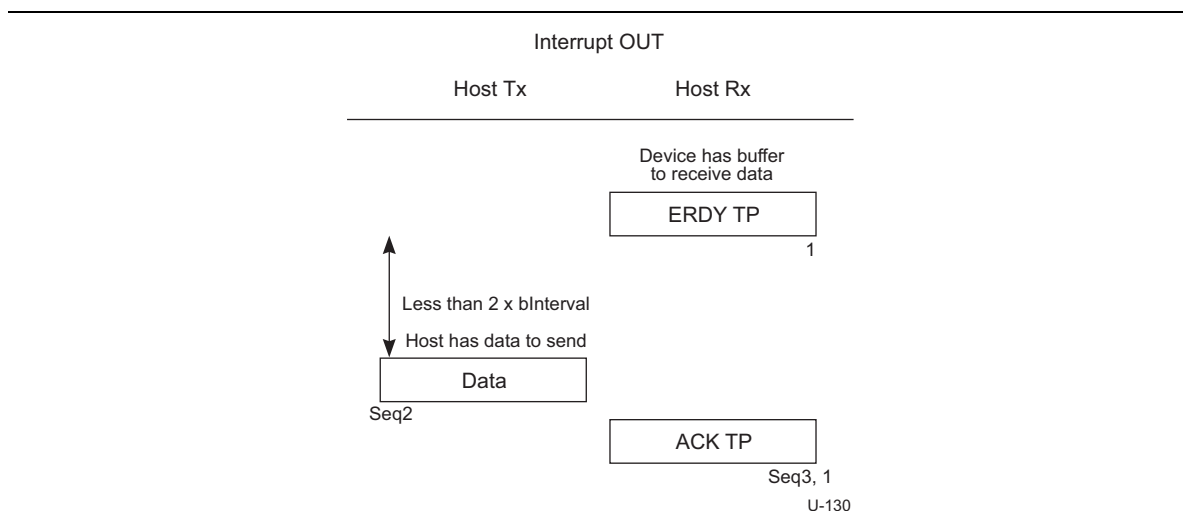 Interrupt OUT
Host Tx Host Rx
Device has buffer
to receive data
ERDY TP
1
Less than 2 x bInterval
Host has data to send
Data
Seq2
ACK TP
Seq3, 1
U-130